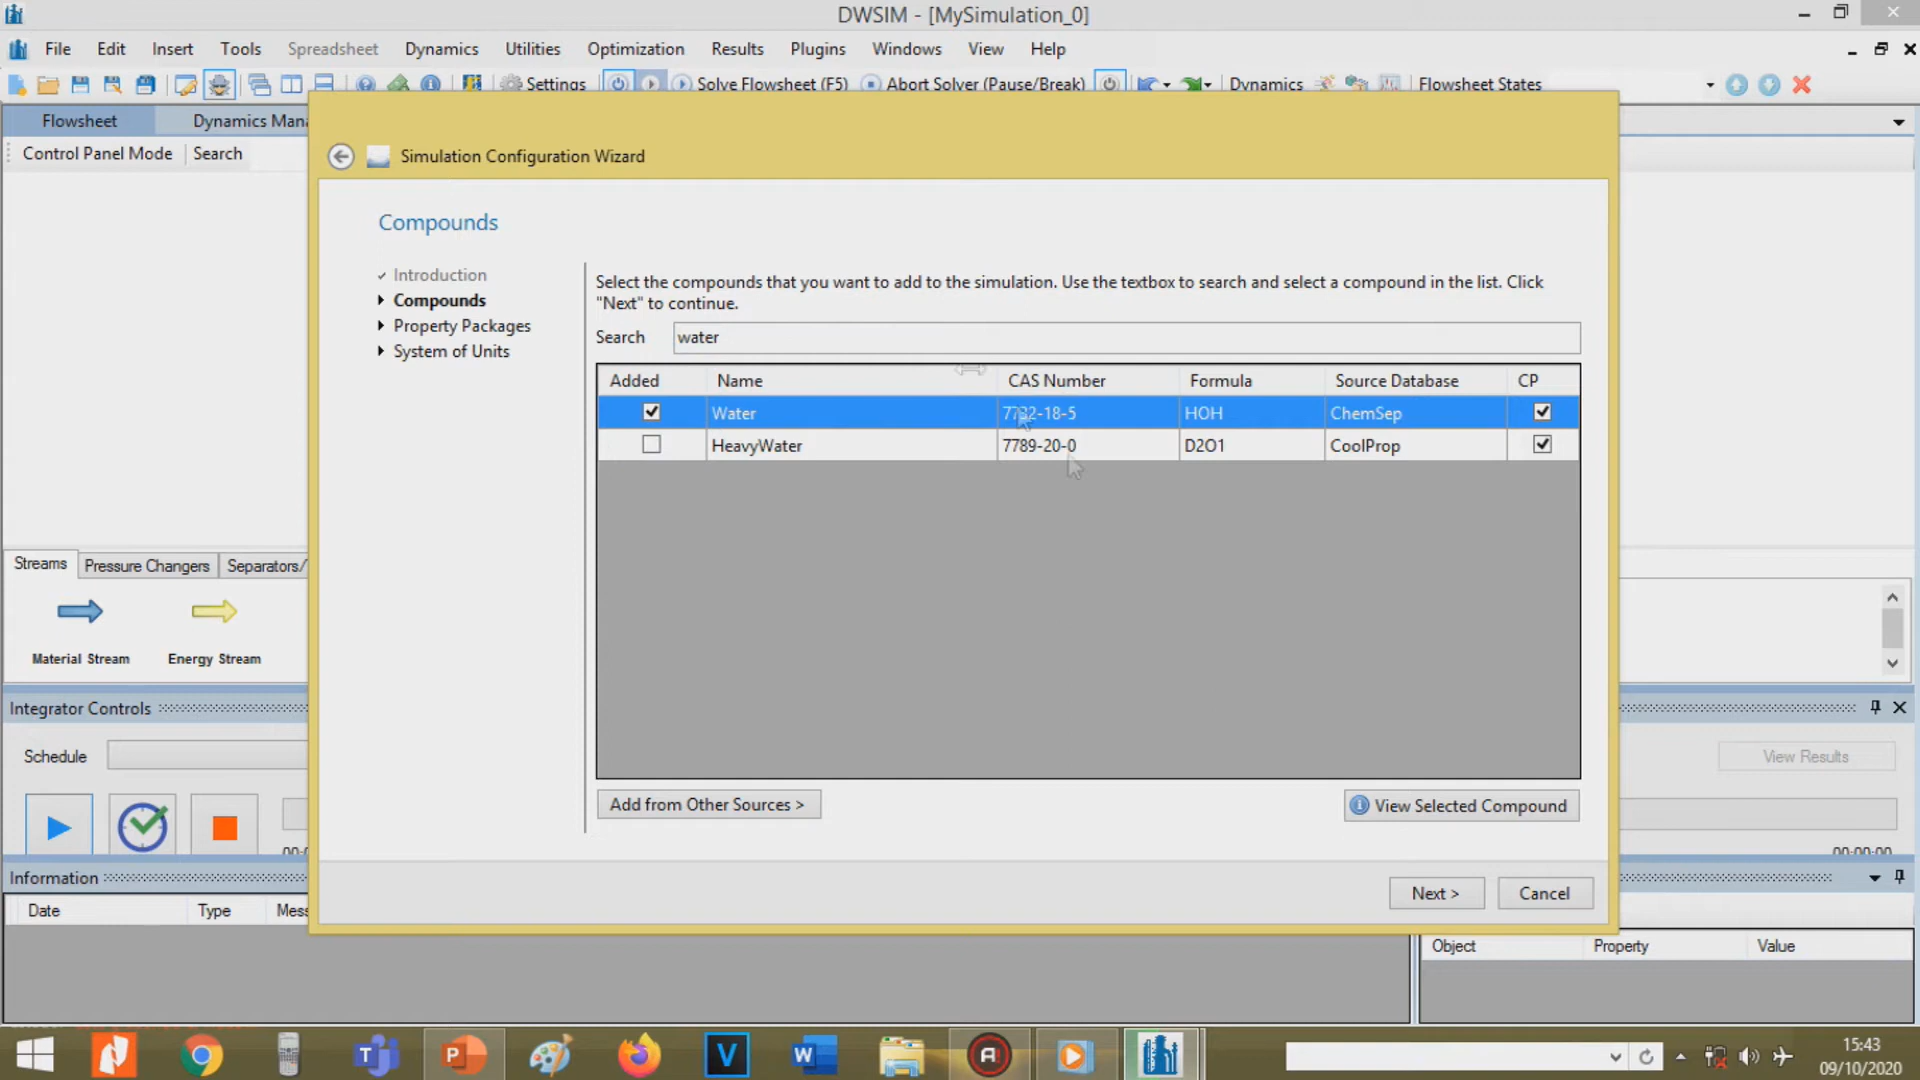 DWSIM - [MySimulation_0]
File Edit Insert Tools Spreadsheet Dynamics Utilities Optimization Results Plugins Windows View Help
Settings Solve Flowsheet (F5) Abort Solver (Pause/Break) Dynamics Flowsheet States
Flowsheet Dynamics Mana
Control Panel Mode Search
Simulation Configuration Wizard
Compounds
Introduction
Compounds
Property Packages
System of Units
Select the compounds that you want to add to the simulation. Use the textbox to search and select a compound in the list. Click
"Next" to continue.
Search water
Added Name CAS Number Formula Source Database CP
Water 7732-18-5 HOH ChemSep
HeavyWater 7789-20-0 D2O1 CoolProp
Add from Other Sources > View Selected Compound
Next > Cancel
Streams Pressure Changers Separators/
Material Stream Energy Stream
Integrator Controls
Schedule View Results
00:00:00
Information
Date Type Mess
Object Property Value
15:43
09/10/2020